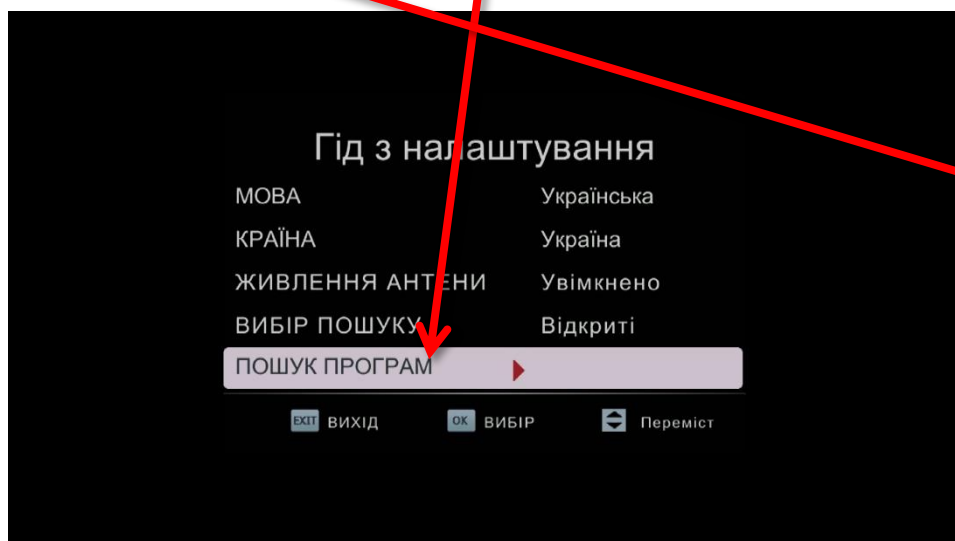 Гід з налаштування
МОВА Українська
КРАЇНА Україна
ЖИВЛЕННЯ АНТЕНИ Увімкнено
ВИБІР ПОШУКУ Відкриті
ПОШУК ПРОГРАМ
EXIT ВИХІД OK ВИБІР Переміст